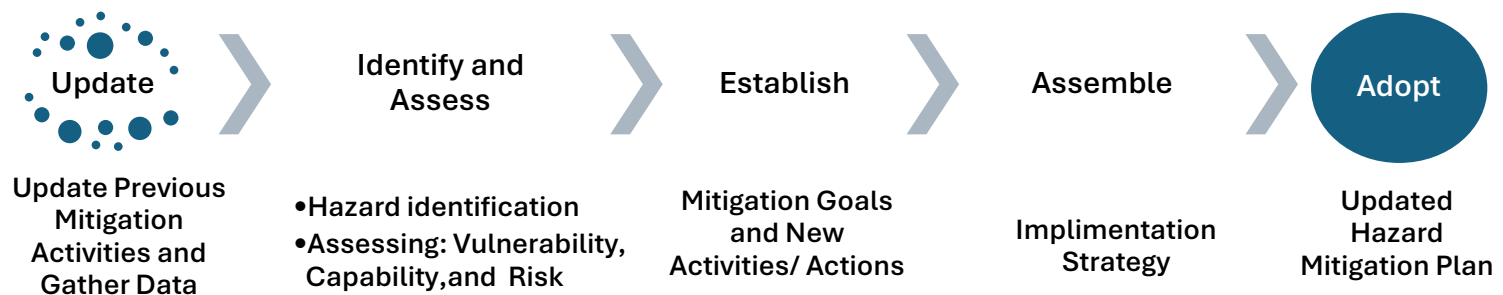 Update
Update Previous
Mitigation
Activities and
Gather Data
Identify and
Assess
•Hazard identification
•Assessing: Vulnerability,
Capability,and Risk
Establish
Mitigation Goals
and New
Activities/ Actions
Assemble
Implimentation
Strategy
Adopt
Updated
Hazard
Mitigation Plan